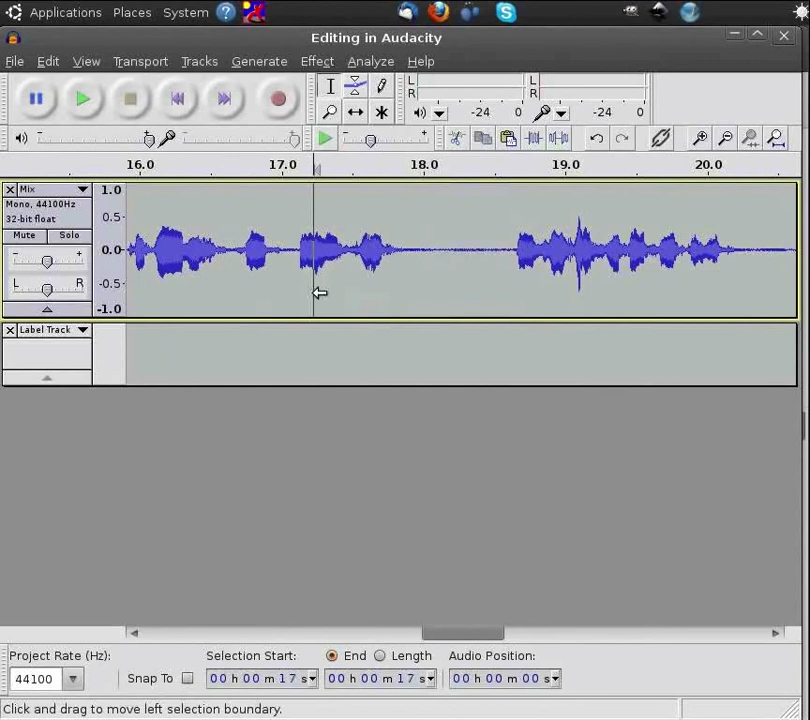 Applications Places System ?
Editing in Audacity
File Edit View Transport Tracks Generate Effect Analyze Help
L
R
-24 0
L
R
-24 0
16.0 17.0 18.0 19.0 20.0
Mix
Mono, 44100Hz
32-bit float
Mute Solo
- +
L R
1.0
0.5
0.0
-0.5
-1.0
Label Track
Project Rate (Hz):
44100
Snap To
Selection Start:
End Length
Audio Position:
00 h 00 m 17 s
00 h 00 m 17 s
00 h 00 m 00 s
Click and drag to move left selection boundary.